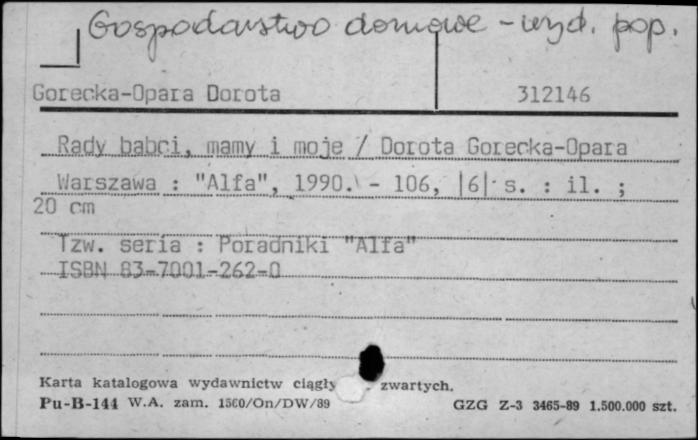 Gospodarstwo domowe - wyd. pop.
Gorecka-Opara Dorota 312146
Rady babci, mamy i moje / Dorota Gorecka-Opara
Warszawa : "Alfa", 1990. - 106, |6| s. : il. ;
20 cm
Tzw. seria : Poradniki "Alfa"
ISBN 83-7001-262-0
Karta katalogowa wydawnictw ciągły zwartych.
Pu-B-144 W.A. zam. 1560/On/DW/89 GZG Z-3 3465-89 1.500.000 szt.